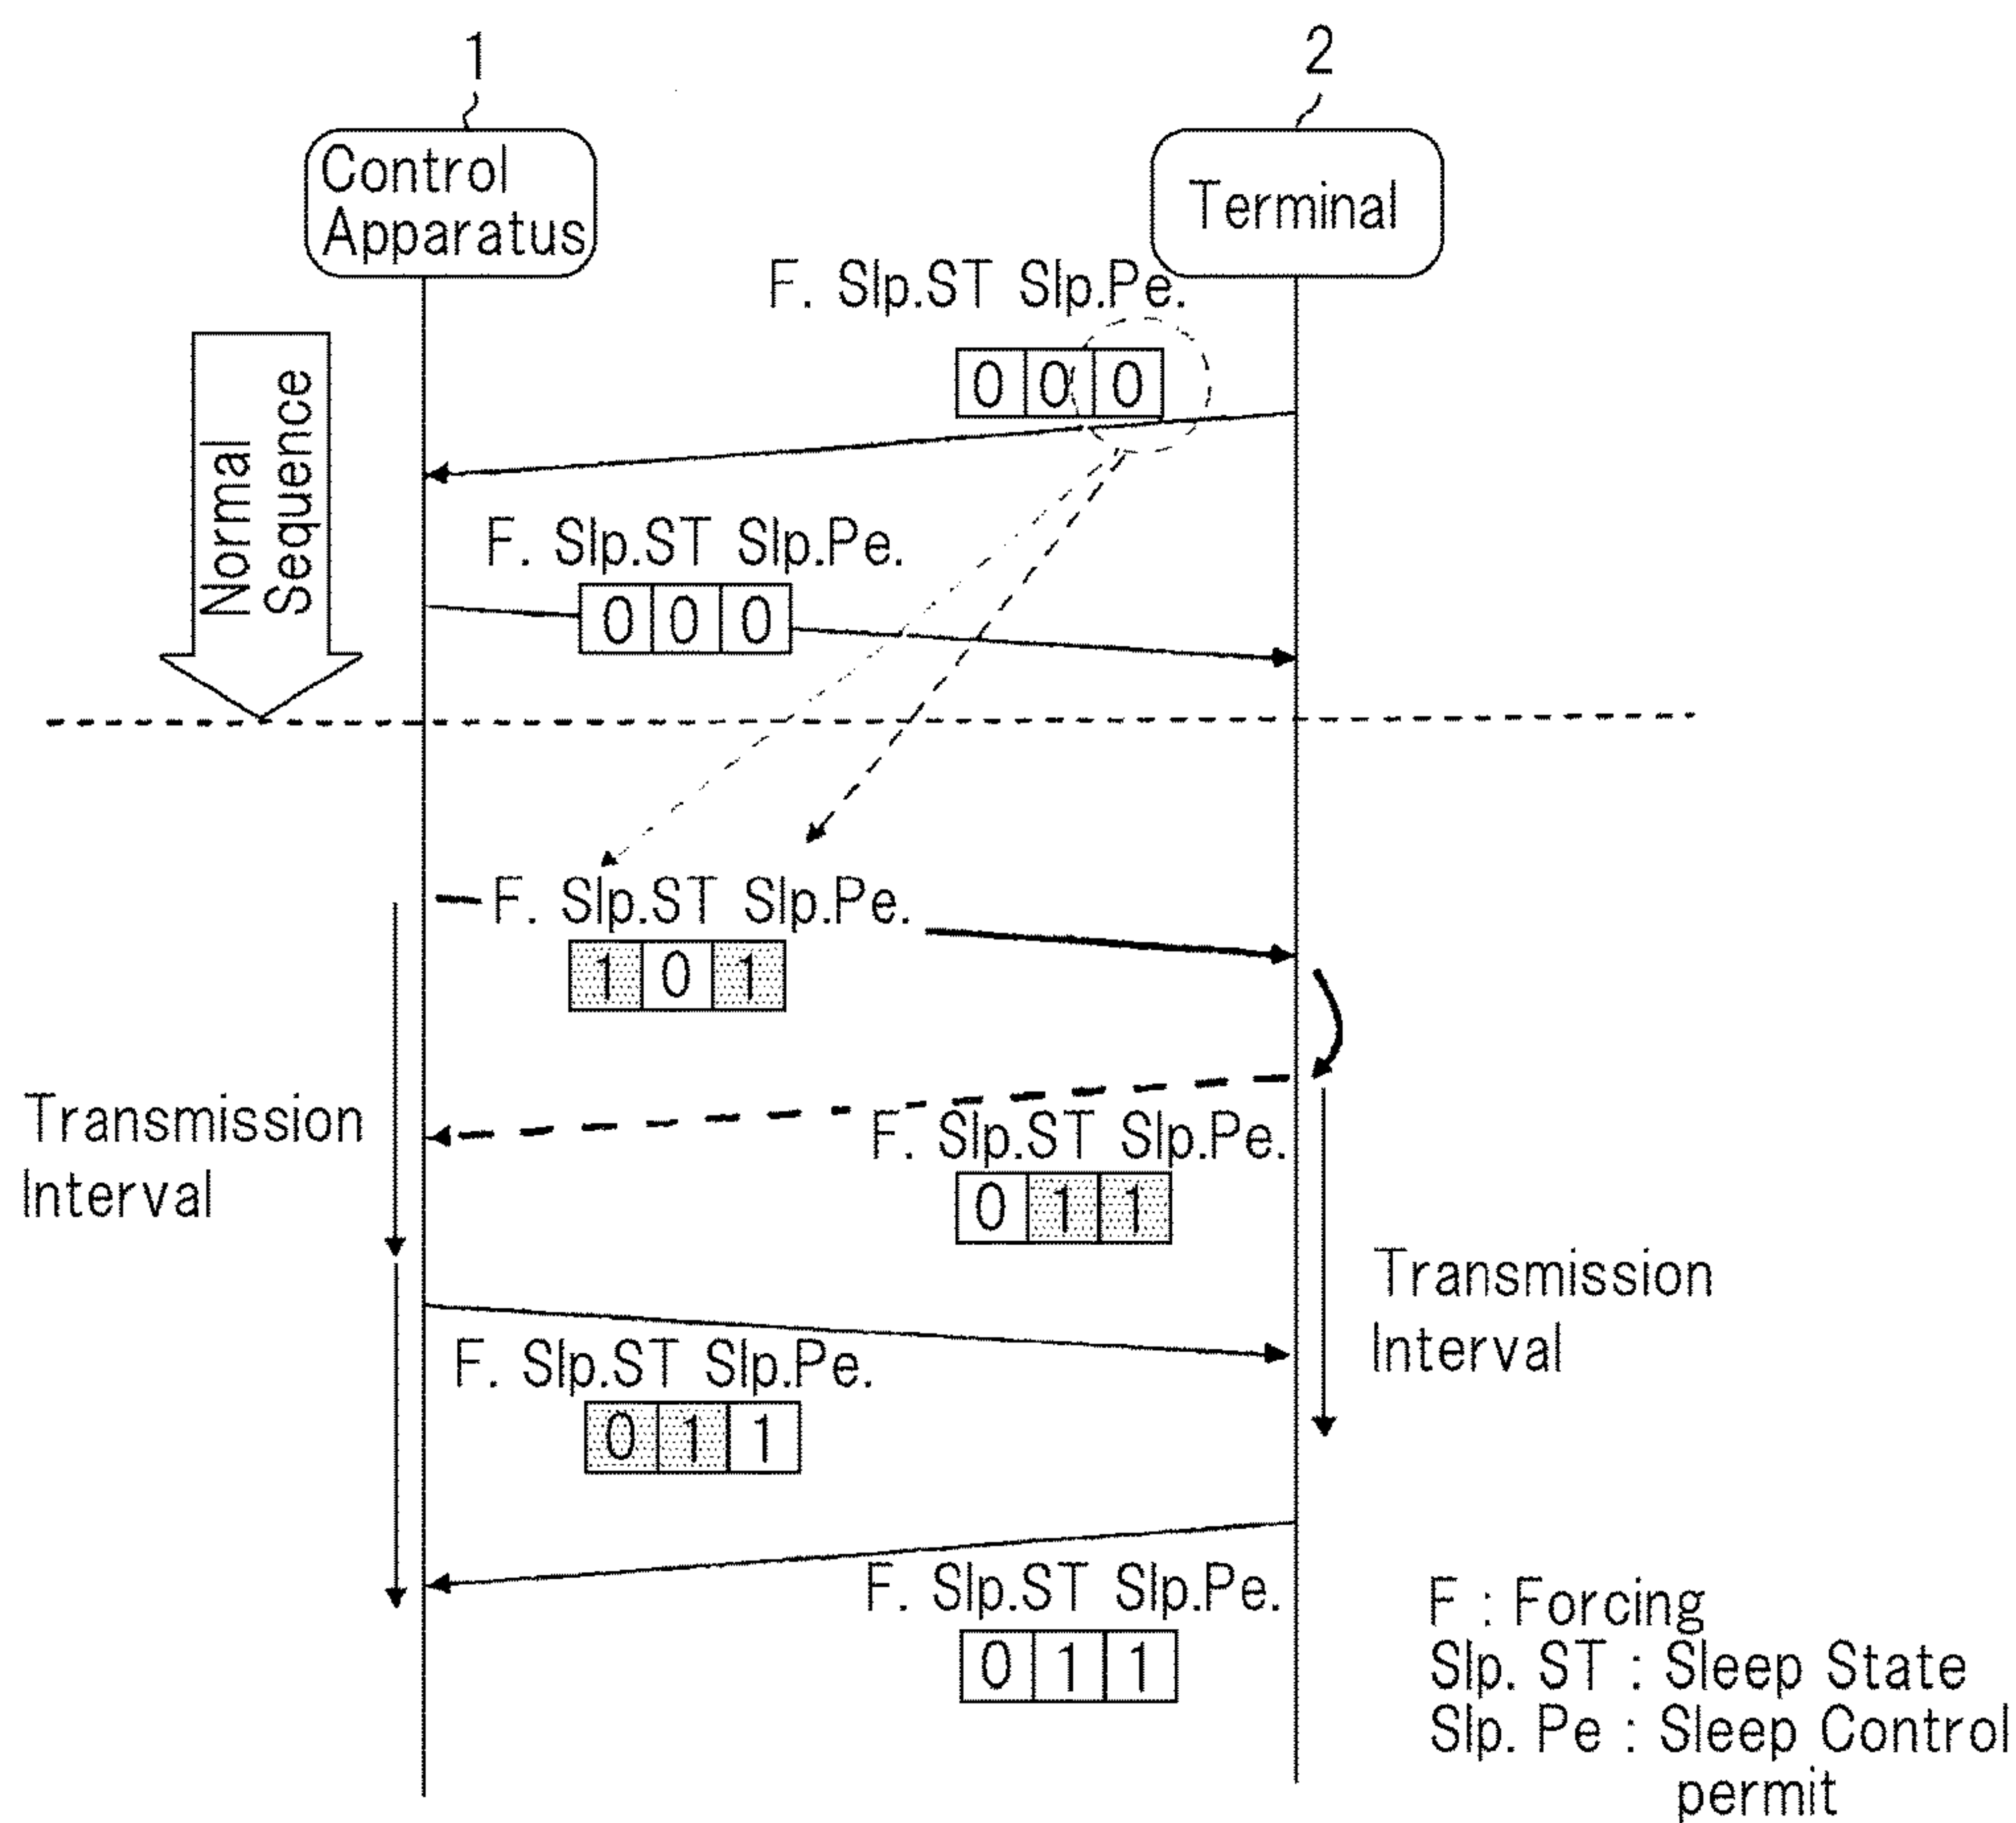 1
2
Control
Apparatus
Terminal
F. Slp.ST Slp.Pe.
0 0 0
Normal
Sequence
F. Slp.ST Slp.Pe.
0 0 0
F. Slp.ST Slp.Pe.
1 0 1
Transmission
Interval
F. Slp.ST Slp.Pe.
0 1 1
Transmission
Interval
F. Slp.ST Slp.Pe.
0 1 1
F. Slp.ST Slp.Pe.
0 1 1
F : Forcing
Slp. ST : Sleep State
Slp. Pe : Sleep Control
permit